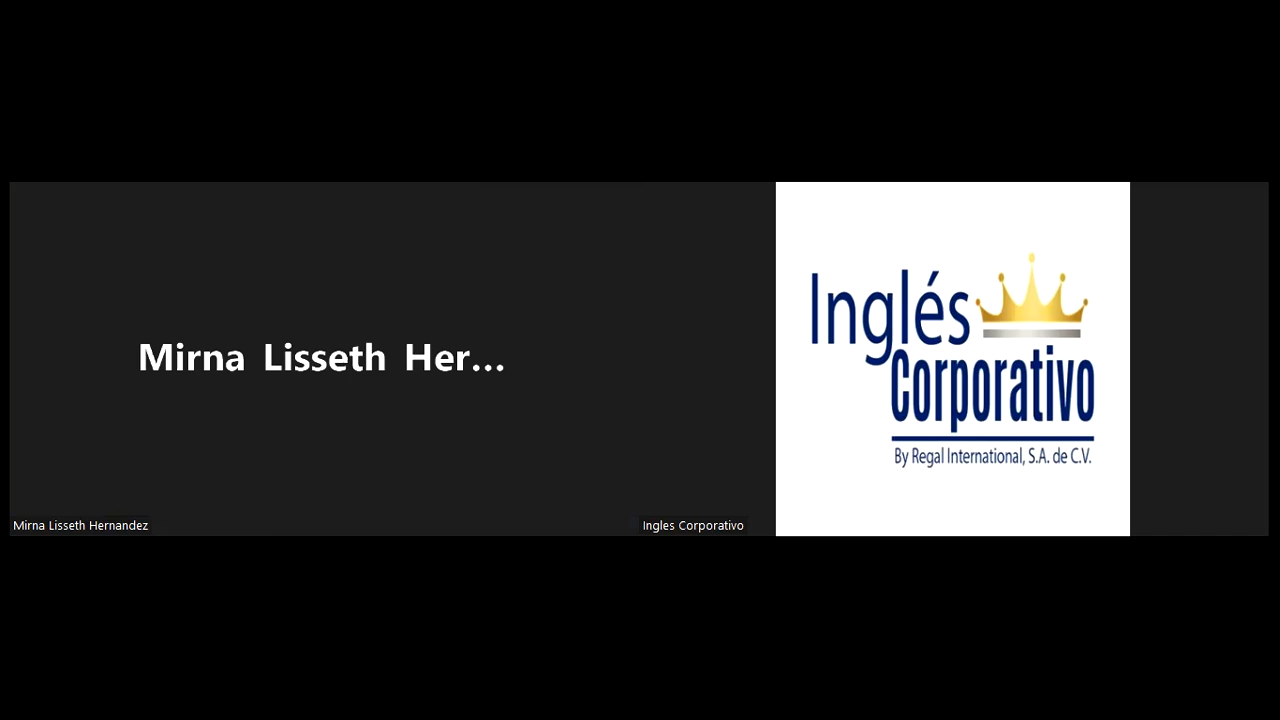 Mirna Lisseth Her...
Mirna Lisseth Hernandez
Inglés
Corporativo
By Regal International, S.A. de C.V.
Ingles Corporativo